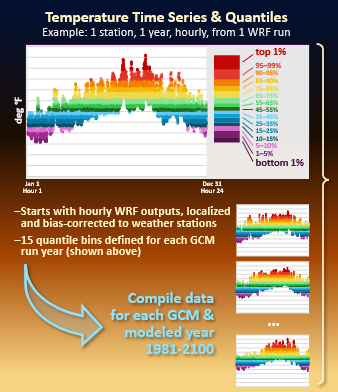 Temperature Time Series & Quantiles
Example: 1 station, 1 year, hourly, from 1 WRF run
deg °F
top 1%
95–99%
90–95%
85–90%
75–85%
65–75%
55–65%
45–55%
35–45%
25–35%
15–25%
10–15%
5–10%
1–5%
bottom 1%
Jan 1
Hour 1
Dec 31
Hour 24
–Starts with hourly WRF outputs, localized
and bias-corrected to weather stations
–15 quantile bins defined for each GCM
run year (shown above)
Compile data
for each GCM &
modeled year
1981-2100
...